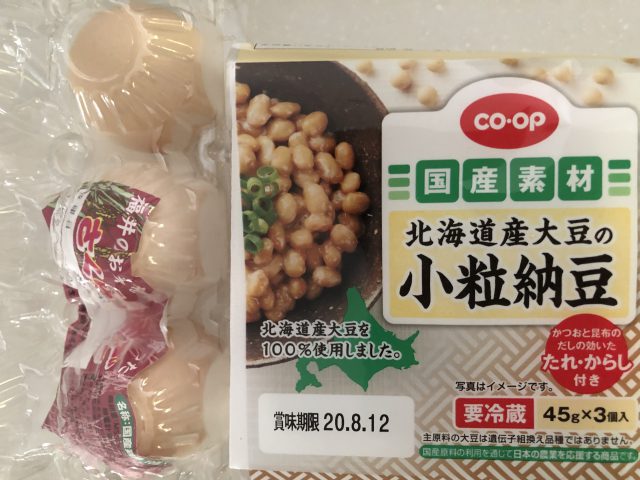 CO·OP
国産素材
北海道産大豆の
小粒納豆
かつおと昆布の
だしの効いた
たれ・からし
付き
北海道産大豆を
100%使用しました。
写真はイメージです。
賞味期限 20.8.12
要冷蔵 45g×3個入
主原料の大豆は遺伝子組換え品種ではありません。
国産原料の利用を通じて日本の農業を応援する商品です。
福井のお